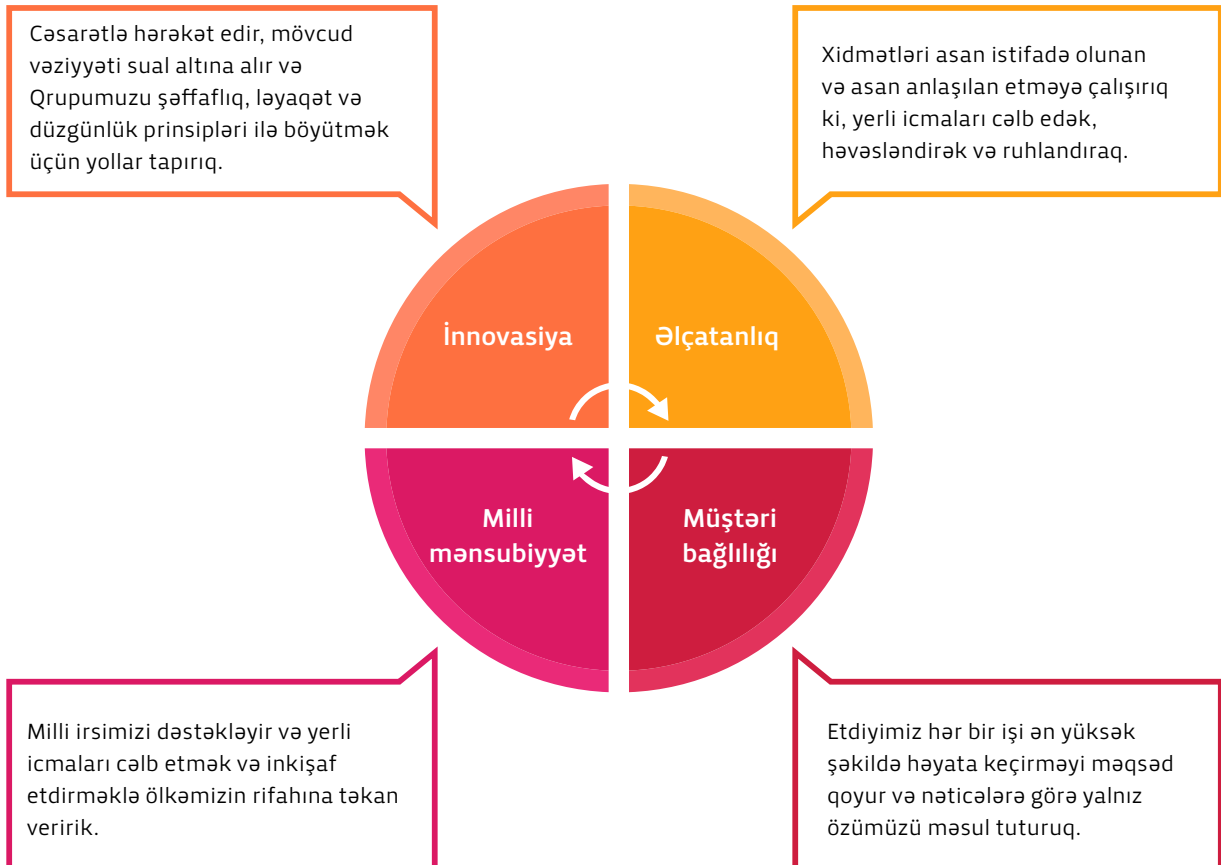 Cəsarətlə hərəkət edir, mövcud
vəziyyəti sual altına alır və
Qrupumuzu şəffaflıq, ləyaqət və
düzgünlük prinsipləri ilə böyütmək
üçün yollar tapırıq.
Xidmətləri asan istifadə olunan
və asan anlaşılan etməyə çalışırıq
ki, yerli icmaları cəlb edək,
həvəsləndirək və ruhlandıraq.
İnnovasiya
Əlçatanlıq
Milli
mənsubiyyət
Müştəri
bağlılığı
Milli irsimizi dəstəkləyir və yerli
icmaları cəlb etmək və inkişaf
etdirməklə ölkəmizin rifahına təkan
veririk.
Etdiyimiz hər bir işi ən yüksək
şəkildə həyata keçirməyi məqsəd
qoyur və nəticələrə görə yalnız
özümüzü məsul tuturuq.